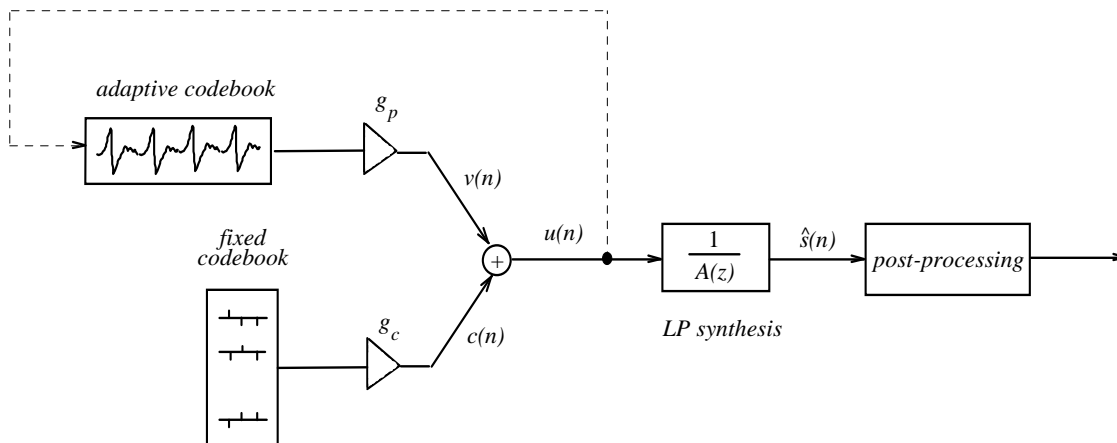 adaptive codebook
g_p
v(n)
fixed
codebook
u(n)
+
1
A(z)
ŝ(n)
post-processing
LP synthesis
g_c
c(n)